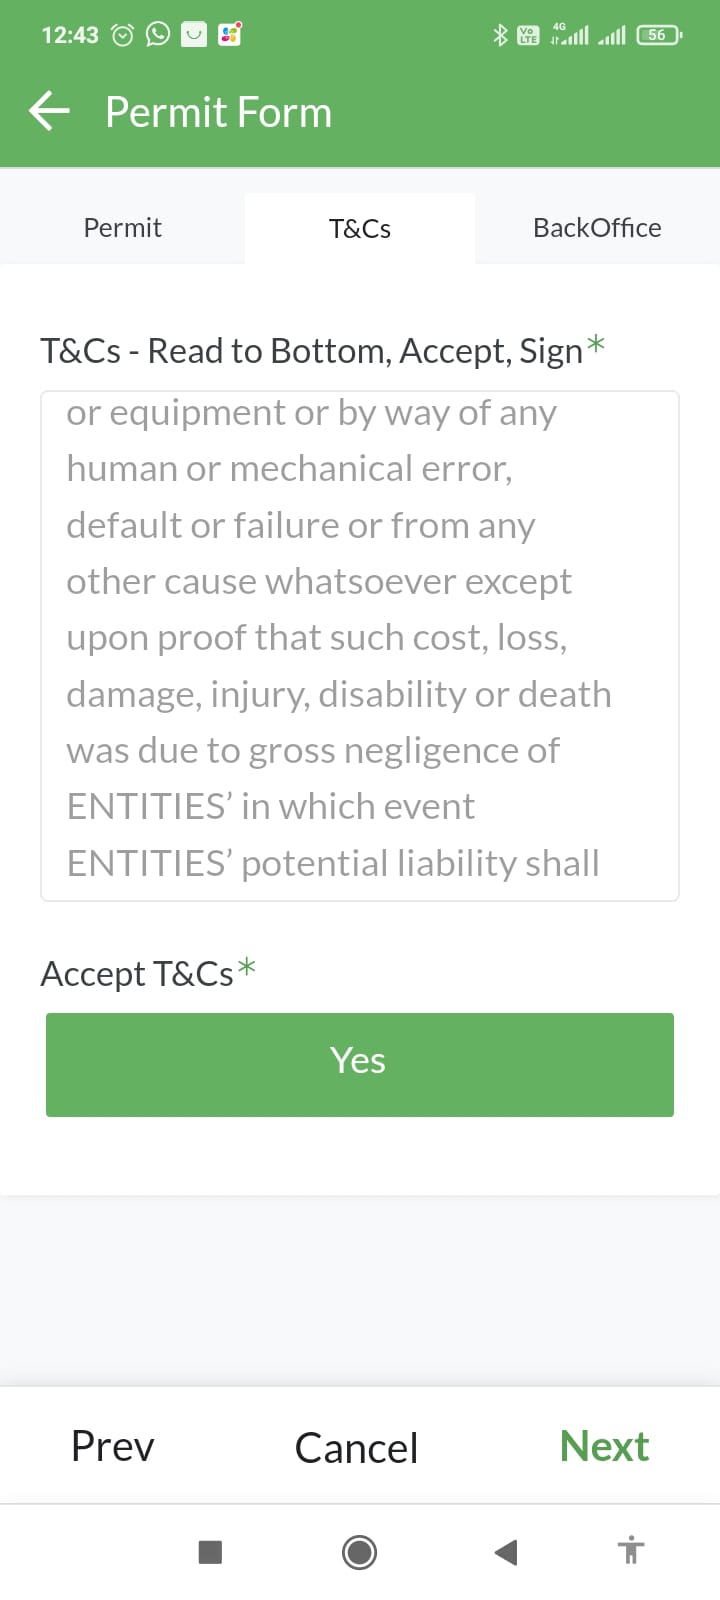 12:43
Vo LTE 4G 56
Permit Form
Permit T&Cs BackOffice
T&Cs - Read to Bottom, Accept, Sign*
or equipment or by way of any
human or mechanical error,
default or failure or from any
other cause whatsoever except
upon proof that such cost, loss,
damage, injury, disability or death
was due to gross negligence of
ENTITIES’ in which event
ENTITIES’ potential liability shall
Accept T&Cs*
Yes
Prev Cancel Next